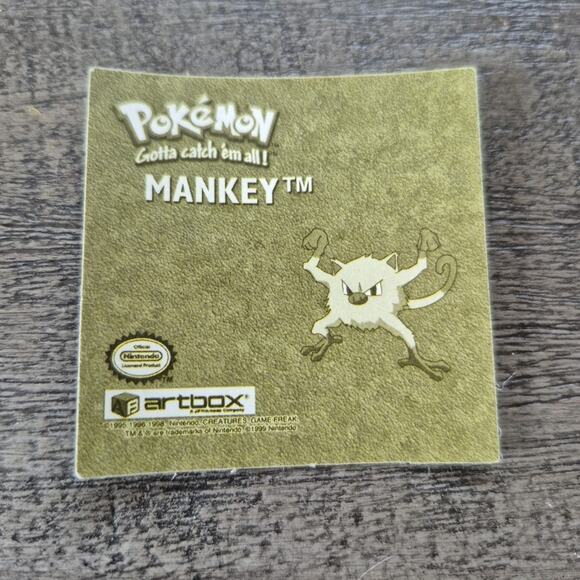 POKéMON
Gotta catch 'em all!
MANKEY™
Official
Nintendo
Licensed Product
TM
artbox
©1995, 1996, 1998, Nintendo, CREATURES, GAME FREAK.
TM & ® are trademarks of Nintendo. ©1999 Nintendo.